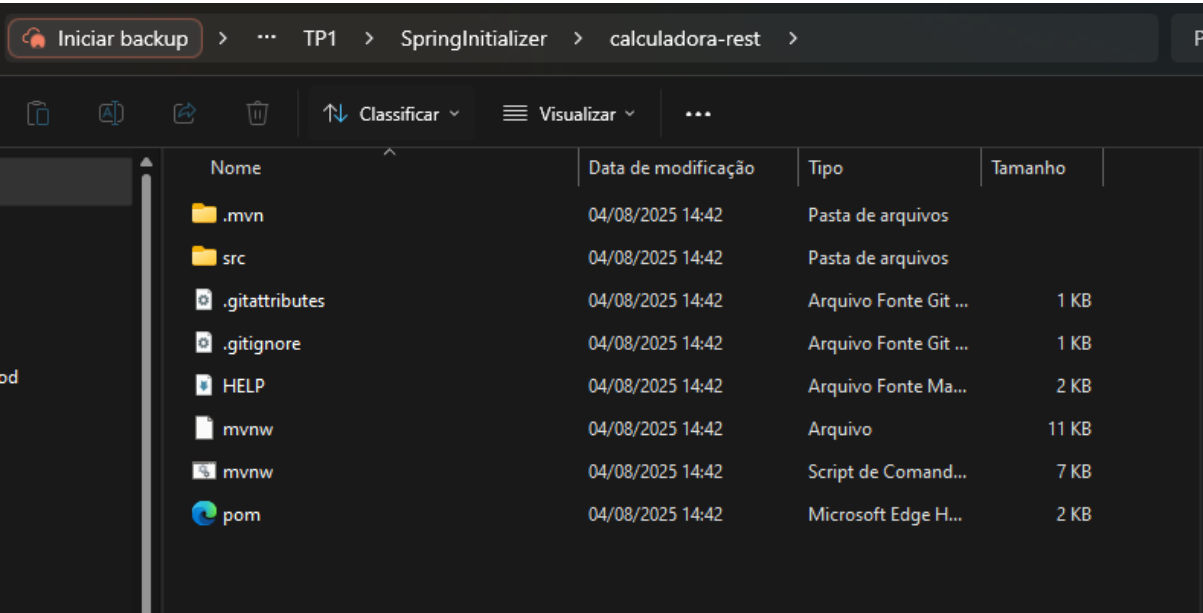 Iniciar backup > ... TP1 > SpringInitializer > calculadora-rest > P
Classificar Visualizar ...
Nome Data de modificação Tipo Tamanho
.mvn 04/08/2025 14:42 Pasta de arquivos
src 04/08/2025 14:42 Pasta de arquivos
.gitattributes 04/08/2025 14:42 Arquivo Fonte Git ... 1 KB
.gitignore 04/08/2025 14:42 Arquivo Fonte Git ... 1 KB
od
HELP 04/08/2025 14:42 Arquivo Fonte Ma... 2 KB
mvnw 04/08/2025 14:42 Arquivo 11 KB
mvnw 04/08/2025 14:42 Script de Comand... 7 KB
pom 04/08/2025 14:42 Microsoft Edge H... 2 KB